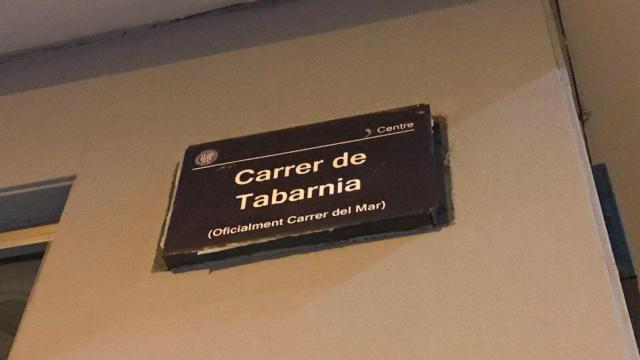 Centre
Carrer de
Tabarnia
(Oficialment Carrer del Mar)